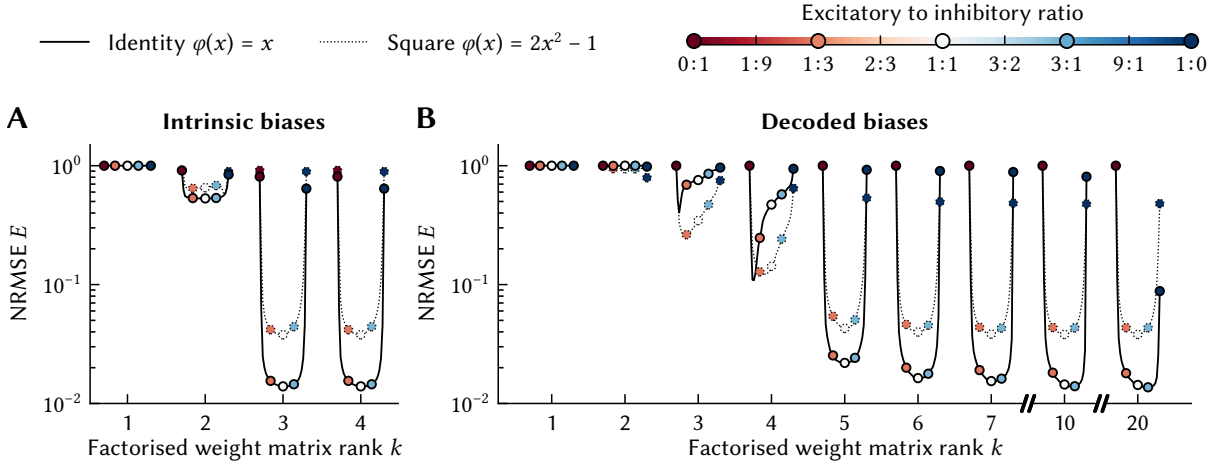 Excitatory to inhibitory ratio
Identity φ(x) = x
Square φ(x) = 2x² − 1
0:1 1:9 1:3 2:3 1:1 3:2 3:1 9:1 1:0
A Intrinsic biases
B Decoded biases
NRMSE E
10⁰
10⁻¹
10⁻²
1 2 3 4
Factorised weight matrix rank k
NRMSE E
10⁰
10⁻¹
10⁻²
1 2 3 4 5 6 7 10 20
Factorised weight matrix rank k